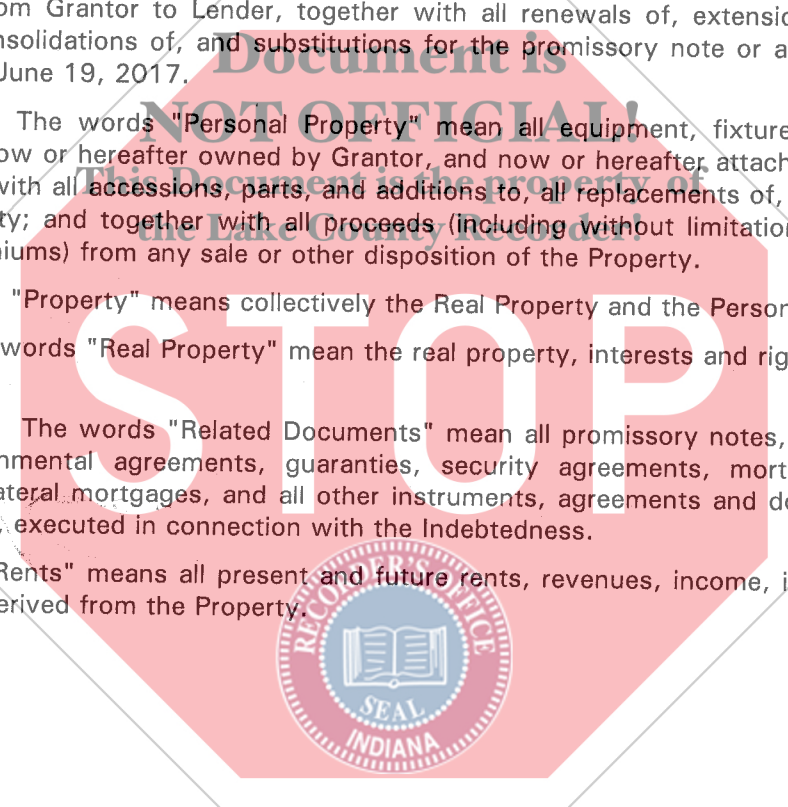 om Grantor to Lender, together with all renewals of, extensio
nsolidations of, and substitutions for the promissory note or a
June 19, 2017.
Document is
NOT OFFICIAL!
This Document is the property of
the Lake County Recorder!
The words "Personal Property" mean all equipment, fixture
ow or hereafter owned by Grantor, and now or hereafter attach
with all accessions, parts, and additions to, all replacements of,
ty; and together with all proceeds (including without limitation
niums) from any sale or other disposition of the Property.
"Property" means collectively the Real Property and the Person
words "Real Property" mean the real property, interests and rig
STOP
The words "Related Documents" mean all promissory notes,
nmental agreements, guaranties, security agreements, mort
ateral mortgages, and all other instruments, agreements and do
, executed in connection with the Indebtedness.
Rents" means all present and future rents, revenues, income, i
erived from the Property.
RECORDER'S OFFICE
SEAL
INDIANA